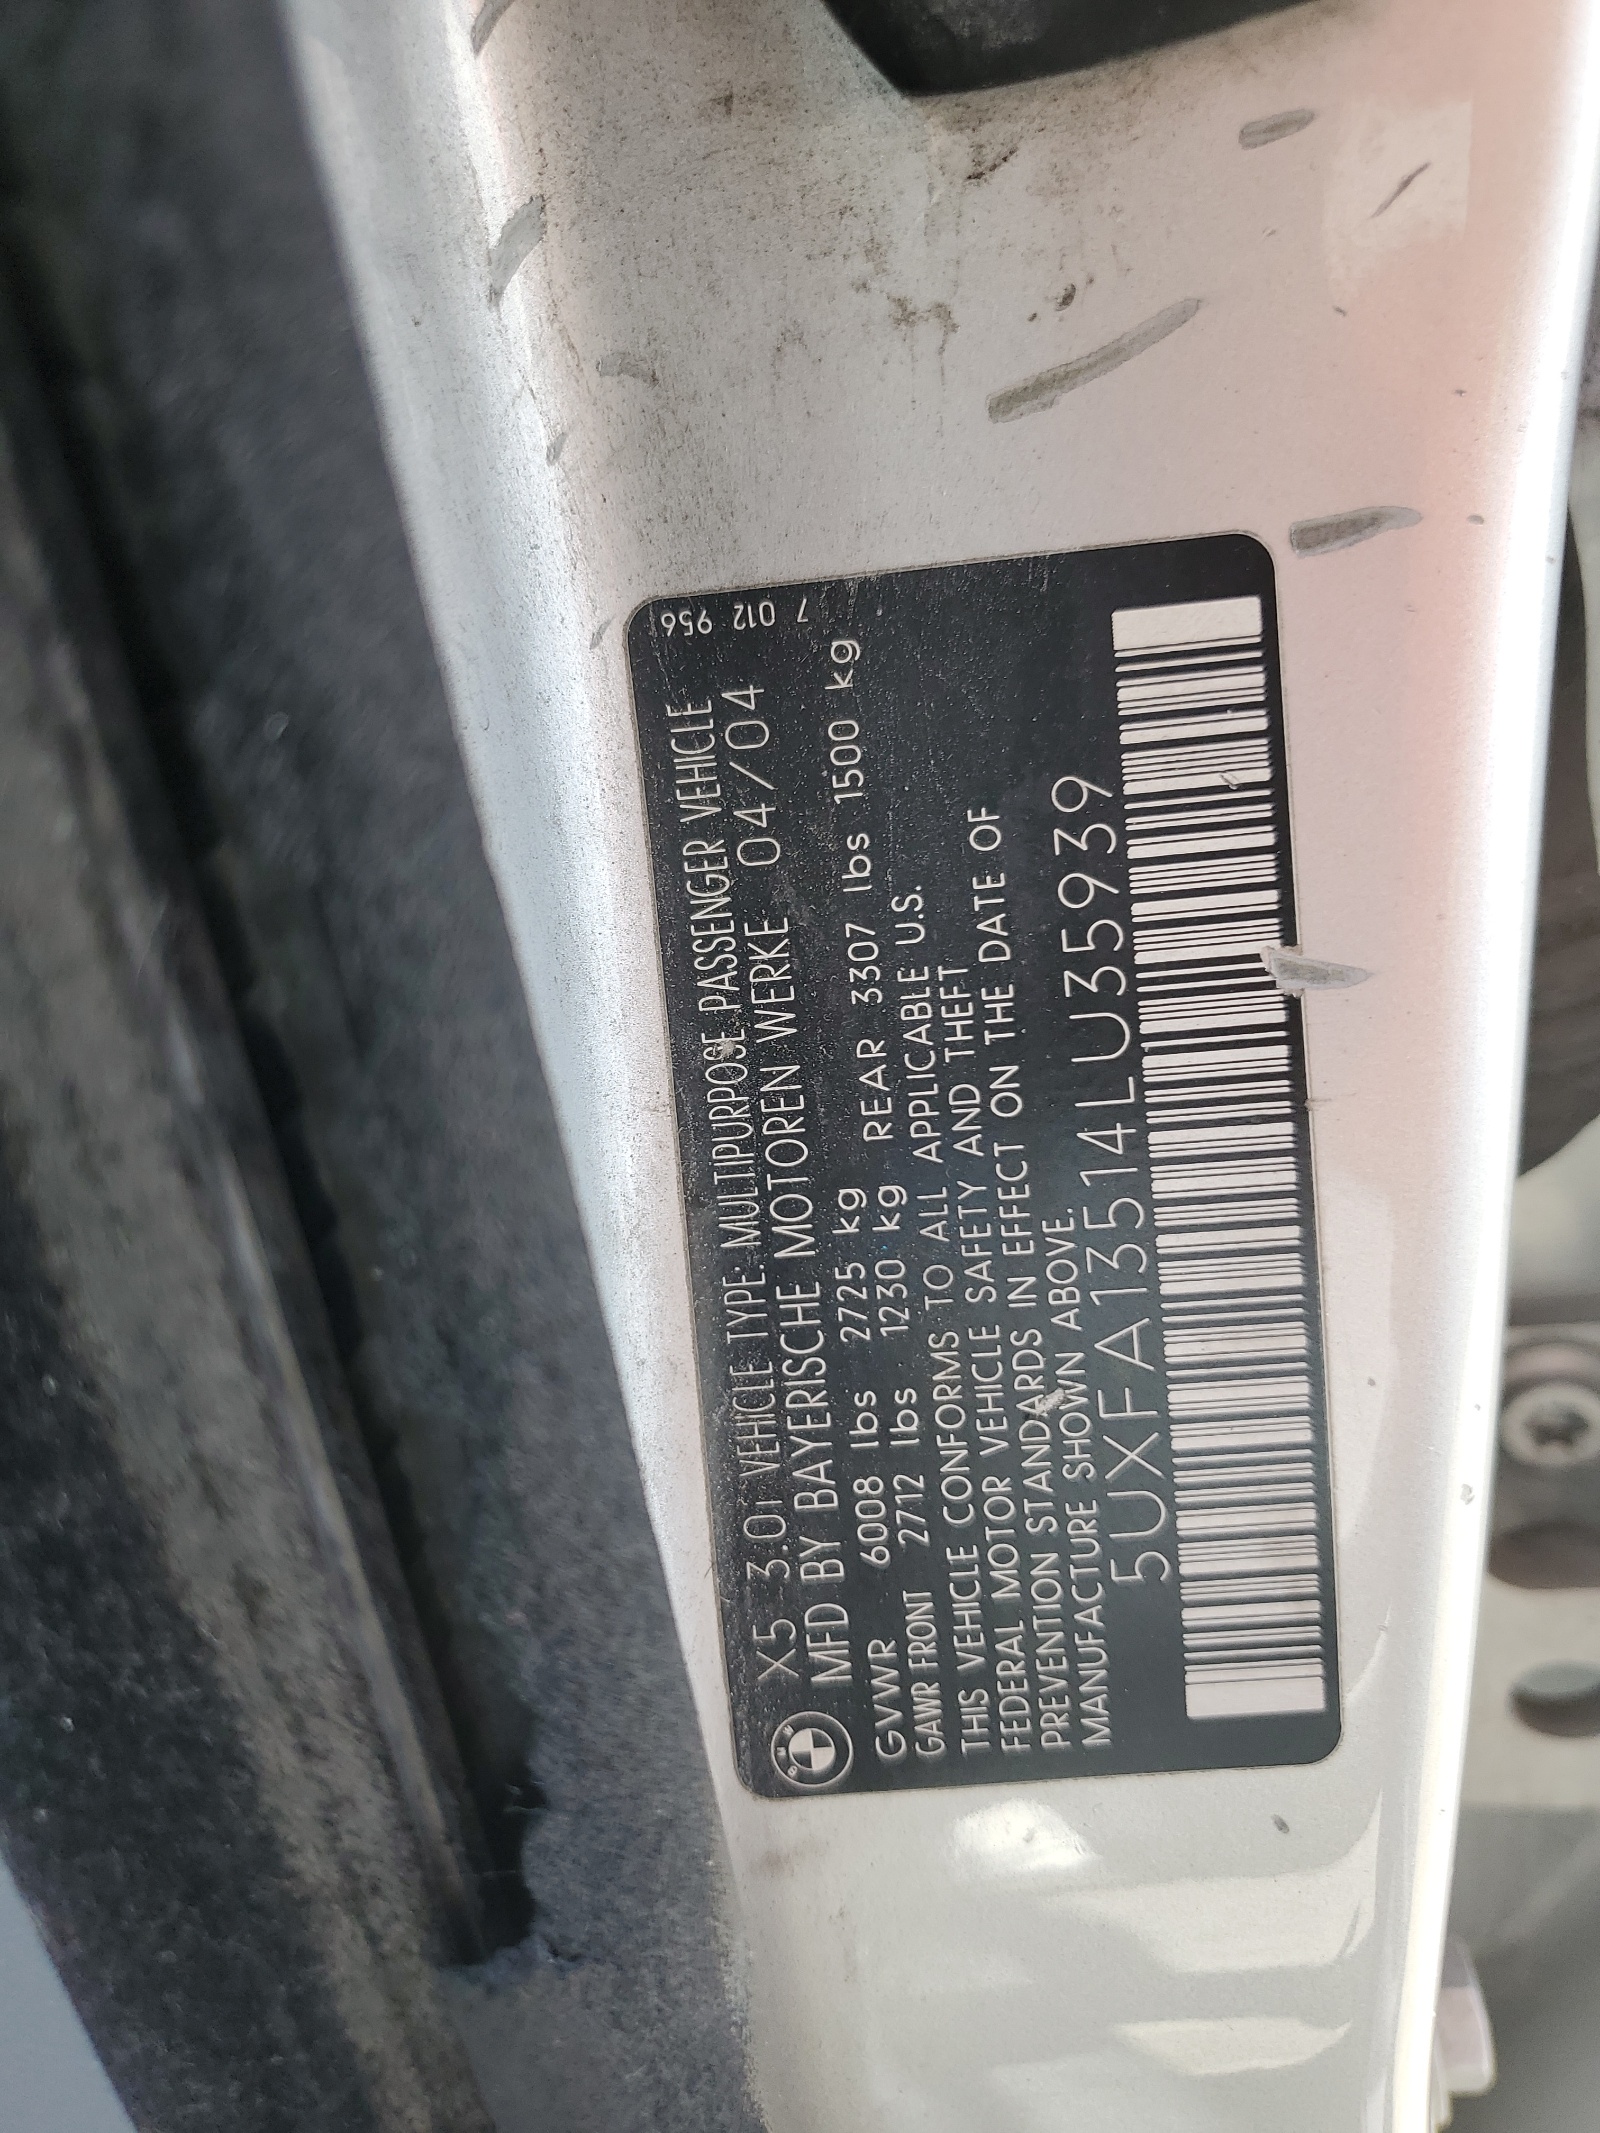 X5 3.0i VEHICLE TYPE: MULTIPURPOSE PASSENGER VEHICLE
MFD BY BAYERISCHE MOTOREN WERKE 04/04
GVWR 6008 lbs 2725 kg
GAWR FRONT 2712 lbs 1230 kg REAR 3307 lbs 1500 kg
THIS VEHICLE CONFORMS TO ALL APPLICABLE U.S.
FEDERAL MOTOR VEHICLE SAFETY AND THEFT
PREVENTION STANDARDS IN EFFECT ON THE DATE OF
MANUFACTURE SHOWN ABOVE.
5UXFA13514LU35939
7 012 956
BMW